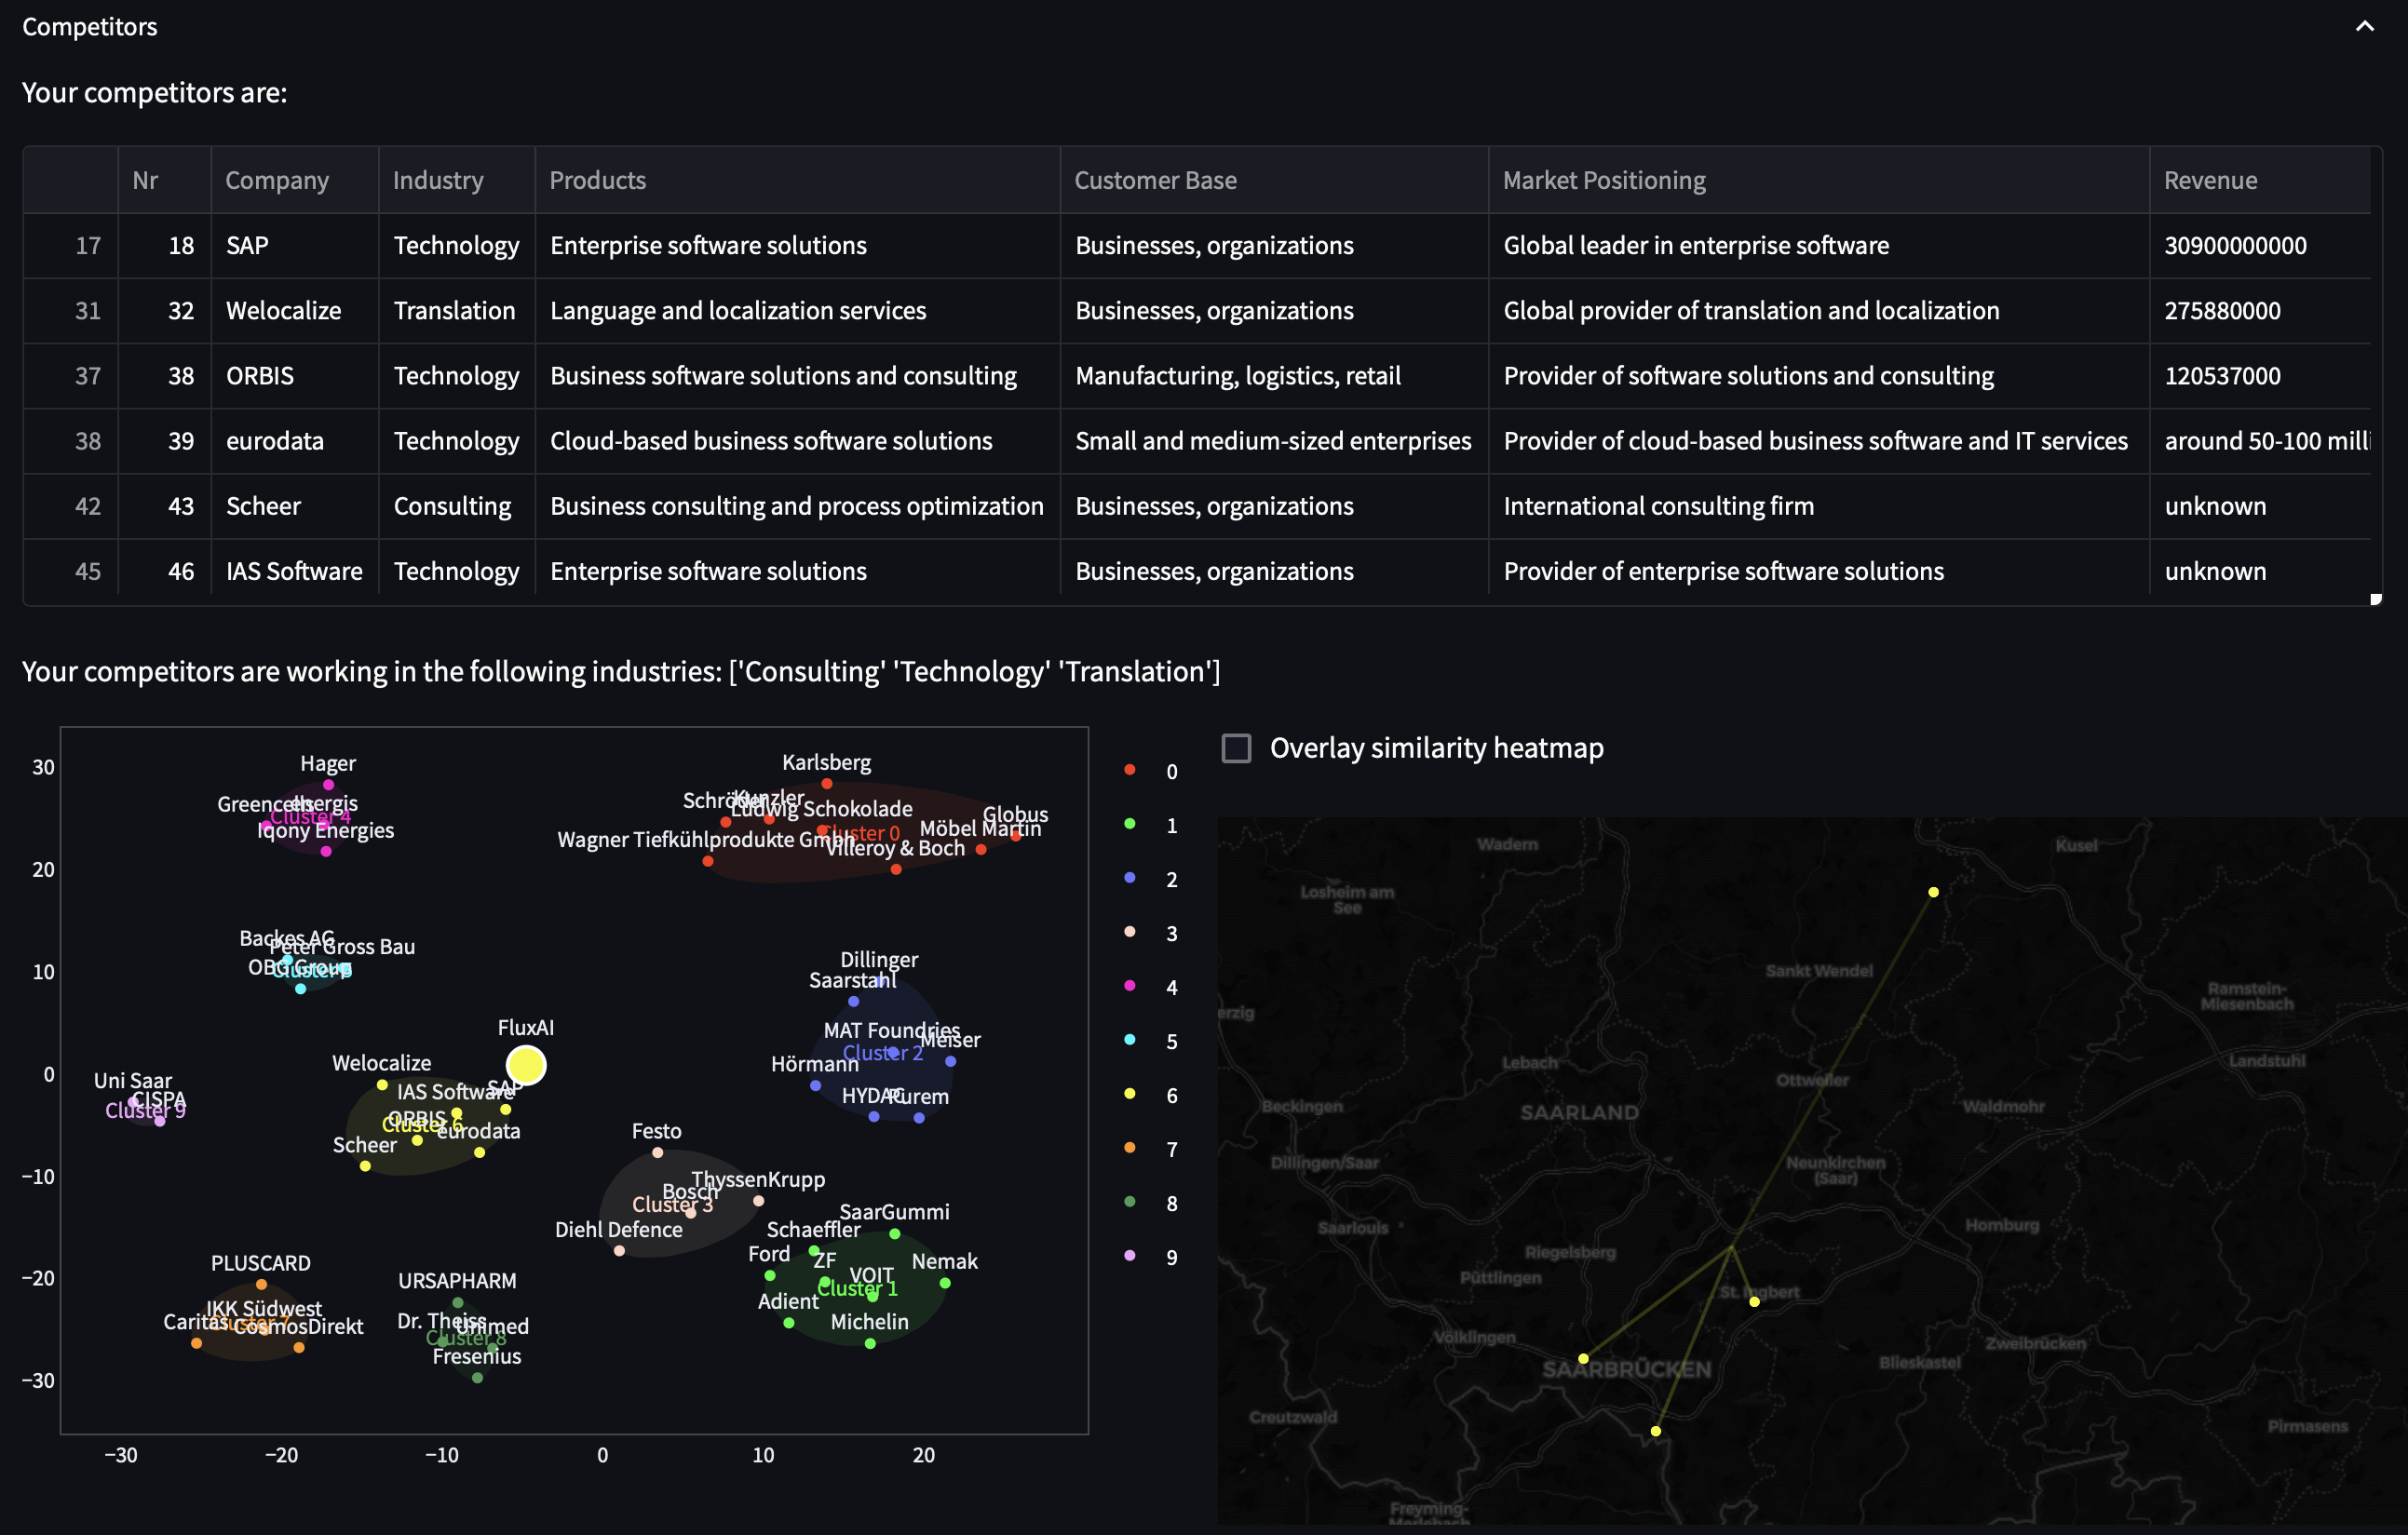 Competitors
Your competitors are:
Nr Company Industry Products Customer Base Market Positioning Revenue
17 18 SAP Technology Enterprise software solutions Businesses, organizations Global leader in enterprise software 30900000000
31 32 Welocalize Translation Language and localization services Businesses, organizations Global provider of translation and localization 275880000
37 38 ORBIS Technology Business software solutions and consulting Manufacturing, logistics, retail Provider of software solutions and consulting 120537000
38 39 eurodata Technology Cloud-based business software solutions Small and medium-sized enterprises Provider of cloud-based business software and IT services around 50-100 milli
42 43 Scheer Consulting Business consulting and process optimization Businesses, organizations International consulting firm unknown
45 46 IAS Software Technology Enterprise software solutions Businesses, organizations Provider of enterprise software solutions unknown
Your competitors are working in the following industries: ['Consulting' 'Technology' 'Translation']
30
20
10
0
−10
−20
−30
−30 −20 −10 0 10 20
Hager
energis
Cluster 4
Iqony Energies
Karlsberg
Kunzler
Ludwig Schokolade
Globus
Cluster 0
Möbel Martin
Wagner Tiefkühlprodukte Gmbh
Villeroy & Boch
Backes AG
Peter Gross Bau
OBG Group
Cluster 5
Dillinger
Saarstahl
MAT Foundries
Meiser
Cluster 2
Hörmann
HYDAC
Purem
FluxAI
Welocalize
IAS Software
SAP
ORBIS
Cluster 6
eurodata
Scheer
Uni Saar
CISPA
Cluster 9
Festo
ThyssenKrupp
Bosch
Cluster 3
Diehl Defence
SaarGummi
Schaeffler
Ford
ZF
Nemak
VOIT
Cluster 1
Adient
Michelin
PLUSCARD
IKK Südwest
Caritas
Cluster 7
CosmosDirekt
URSAPHARM
Dr. Theiss
Unimed
Cluster 8
Fresenius
0
1
2
3
4
5
6
7
8
9
Overlay similarity heatmap
Wadern
Kusel
Losheim am
See
Sankt Wendel
Ramstein-
Miesenbach
erzig
Lebach
Landstuhl
Ottweiler
Beckingen
SAARLAND
Waldmohr
Dillingen/Saar
Neunkirchen
(Saar)
Saarlouis
Homburg
Riegelsberg
Püttlingen
St. Ingbert
Völklingen
Zweibrücken
SAARBRÜCKEN
Blieskastel
Creutzwald
Pirmasens
Freyming-
Merlebach